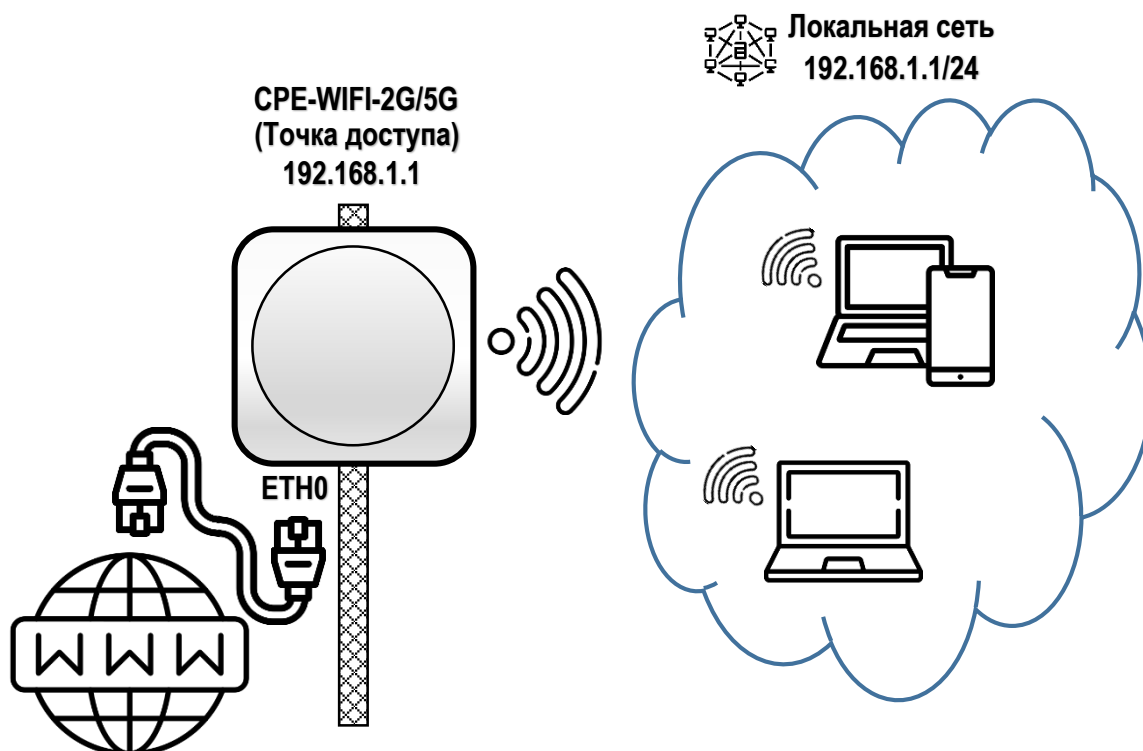 Локальная сеть
192.168.1.1/24
CPE-WIFI-2G/5G
(Точка доступа)
192.168.1.1
ETH0
WWW